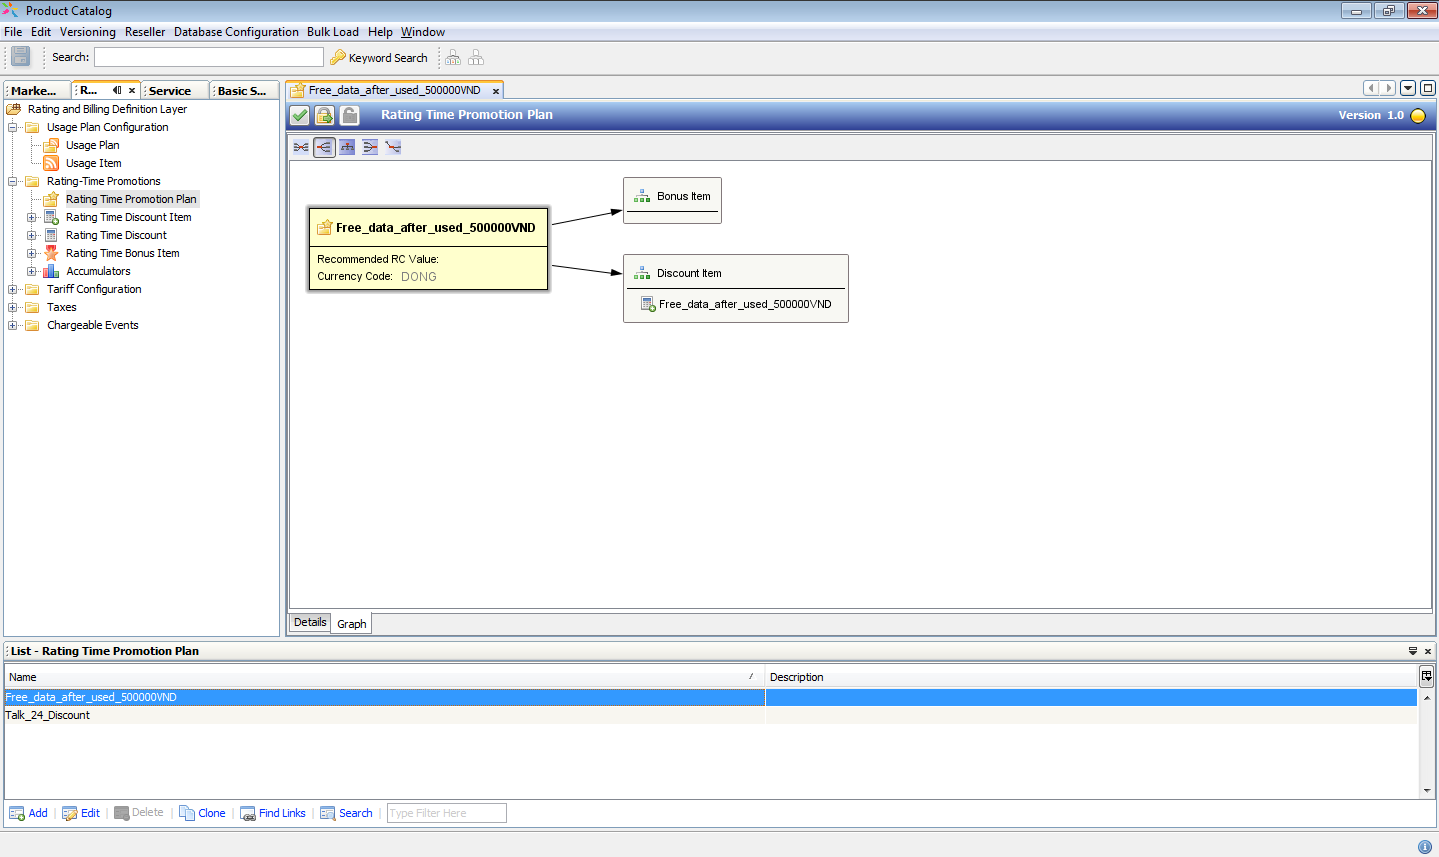 Product Catalog
File Edit Versioning Reseller Database Configuration Bulk Load Help Window
Search: Keyword Search
Marke... R... Service Basic S...
Free_data_after_used_500000VND
Rating and Billing Definition Layer
Usage Plan Configuration
Usage Plan
Usage Item
Rating-Time Promotions
Rating Time Promotion Plan
Rating Time Discount Item
Rating Time Discount
Rating Time Bonus Item
Accumulators
Tariff Configuration
Taxes
Chargeable Events
Rating Time Promotion Plan Version 1.0
Free_data_after_used_500000VND
Recommended RC Value:
Currency Code: DONG
Bonus Item
Discount Item
Free_data_after_used_500000VND
Details Graph
List - Rating Time Promotion Plan
Name Description
Free_data_after_used_500000VND
Talk_24_Discount
Add Edit Delete Clone Find Links Search Type Filter Here